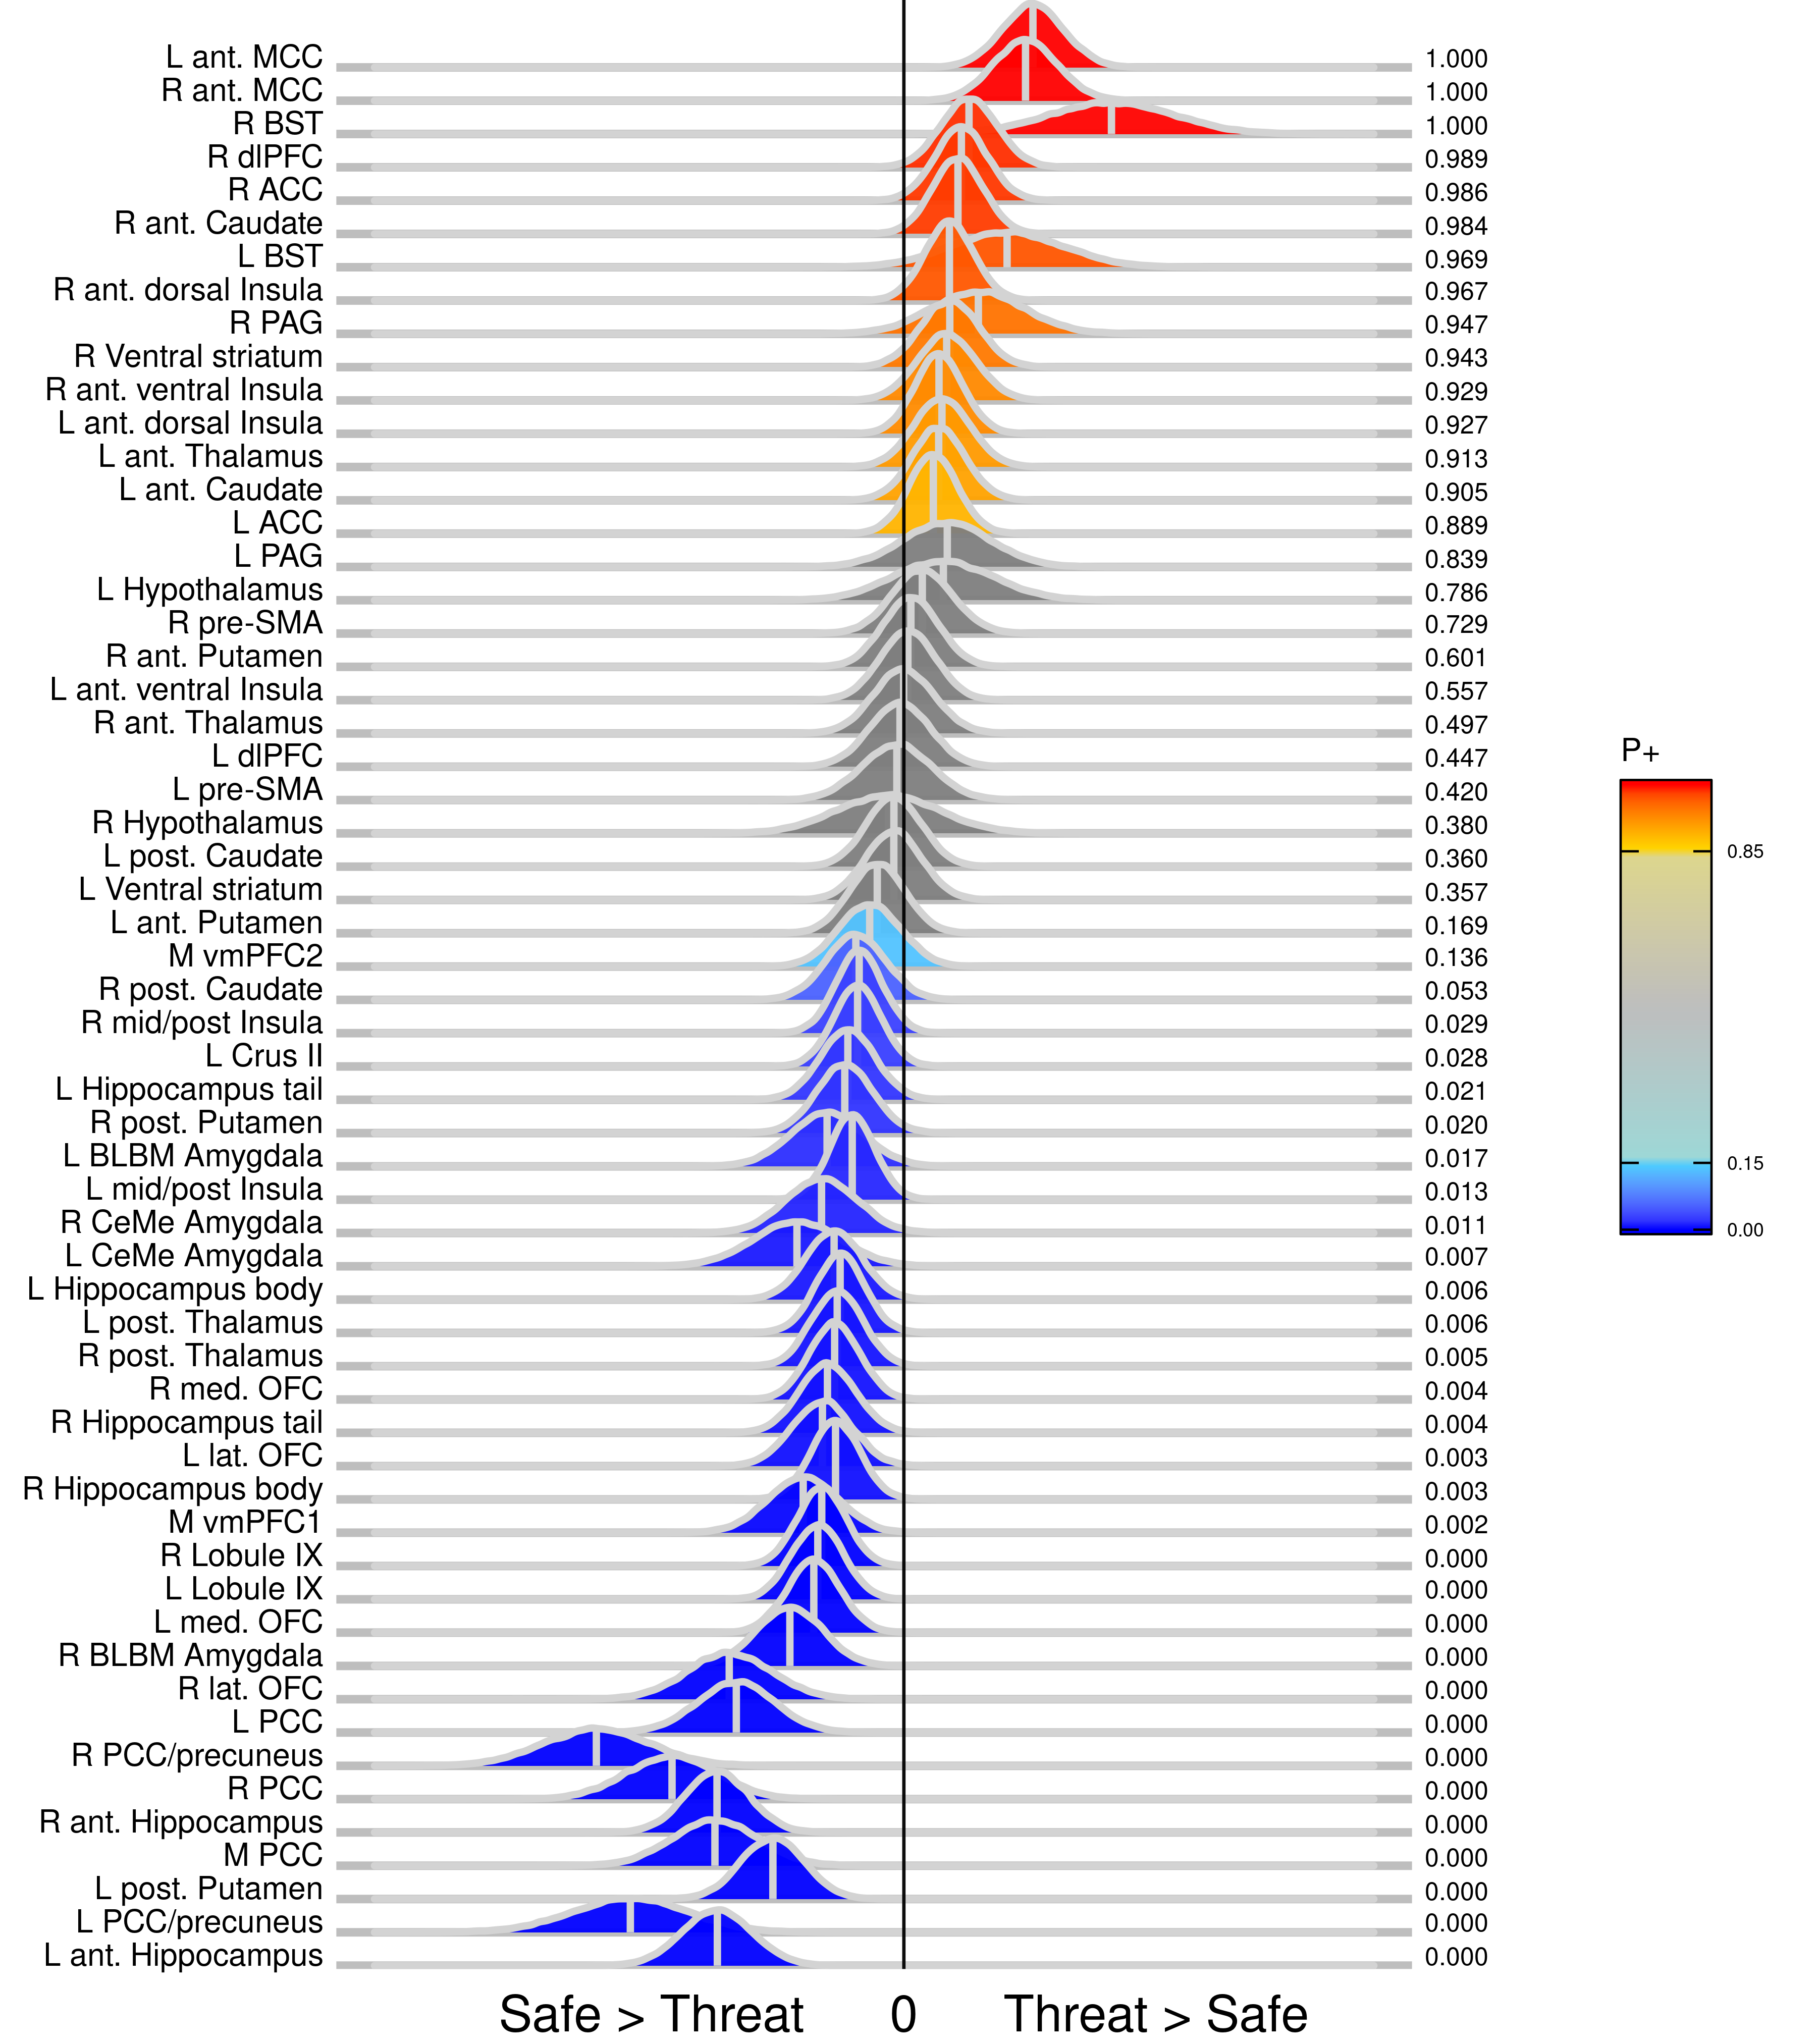 L ant. MCC 1.000
R ant. MCC 1.000
R BST 1.000
R dlPFC 0.989
R ACC 0.986
R ant. Caudate 0.984
L BST 0.969
R ant. dorsal Insula 0.967
R PAG 0.947
R Ventral striatum 0.943
R ant. ventral Insula 0.929
L ant. dorsal Insula 0.927
L ant. Thalamus 0.913
L ant. Caudate 0.905
L ACC 0.889
L PAG 0.839
L Hypothalamus 0.786
R pre-SMA 0.729
R ant. Putamen 0.601
L ant. ventral Insula 0.557
R ant. Thalamus 0.497
L dlPFC 0.447
L pre-SMA 0.420
R Hypothalamus 0.380
L post. Caudate 0.360
L Ventral striatum 0.357
L ant. Putamen 0.169
M vmPFC2 0.136
R post. Caudate 0.053
R mid/post Insula 0.029
L Crus II 0.028
L Hippocampus tail 0.021
R post. Putamen 0.020
L BLBM Amygdala 0.017
L mid/post Insula 0.013
R CeMe Amygdala 0.011
L CeMe Amygdala 0.007
L Hippocampus body 0.006
L post. Thalamus 0.006
R post. Thalamus 0.005
R med. OFC 0.004
R Hippocampus tail 0.004
L lat. OFC 0.003
R Hippocampus body 0.003
M vmPFC1 0.002
R Lobule IX 0.000
L Lobule IX 0.000
L med. OFC 0.000
R BLBM Amygdala 0.000
R lat. OFC 0.000
L PCC 0.000
R PCC/precuneus 0.000
R PCC 0.000
R ant. Hippocampus 0.000
M PCC 0.000
L post. Putamen 0.000
L PCC/precuneus 0.000
L ant. Hippocampus 0.000
Safe > Threat 0 Threat > Safe
P+
0.85
0.15
0.00